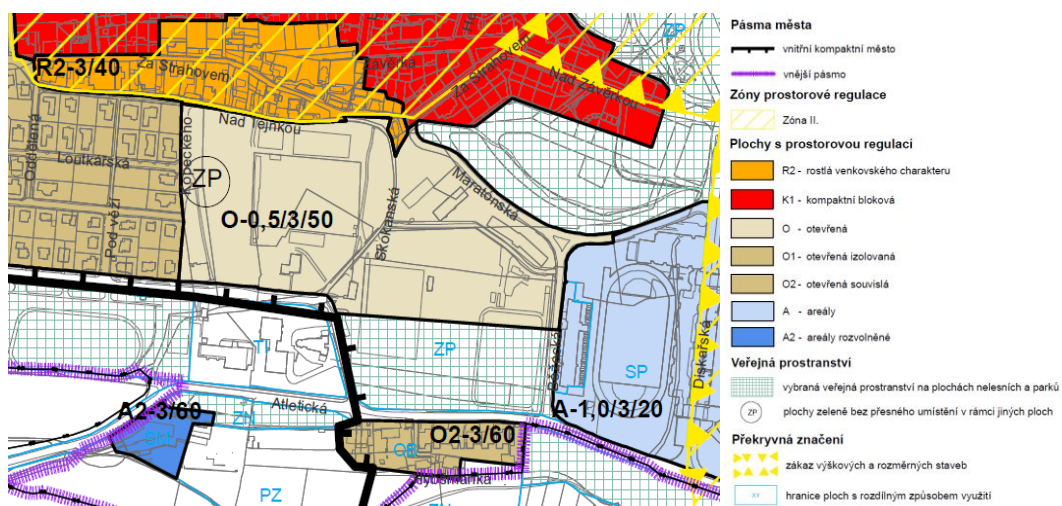 R2-3/40
Za Strahovem
Závěrka
Za Strahovem
Nad Závěrkou
ZP
Nad Tejnkou
Kopeckého
Loutkářská
Pod věží
ZP
O-0,5/3/50
Skokanská
Maratónská
ZP
TI
Atletická
ZN
A2-3/60
O2-3/60
OB
PZ
Běžecká
A-1,0/3/20
SP
Diskařská
Pásma města
vnitřní kompaktní město
vnější pásmo
Zóny prostorové regulace
Zóna II.
Plochy s prostorovou regulací
R2 - rostlá venkovského charakteru
K1 - kompaktní bloková
O - otevřená
O1 - otevřená izolovaná
O2 - otevřená souvislá
A - areály
A2 - areály rozvolněné
Veřejná prostranství
vybraná veřejná prostranství na plochách nelesních a parků
ZP plochy zeleně bez přesného umístění v rámci jiných ploch
Překryvná značení
zákaz výškových a rozměrných staveb
XY hranice ploch s rozdílným způsobem využití